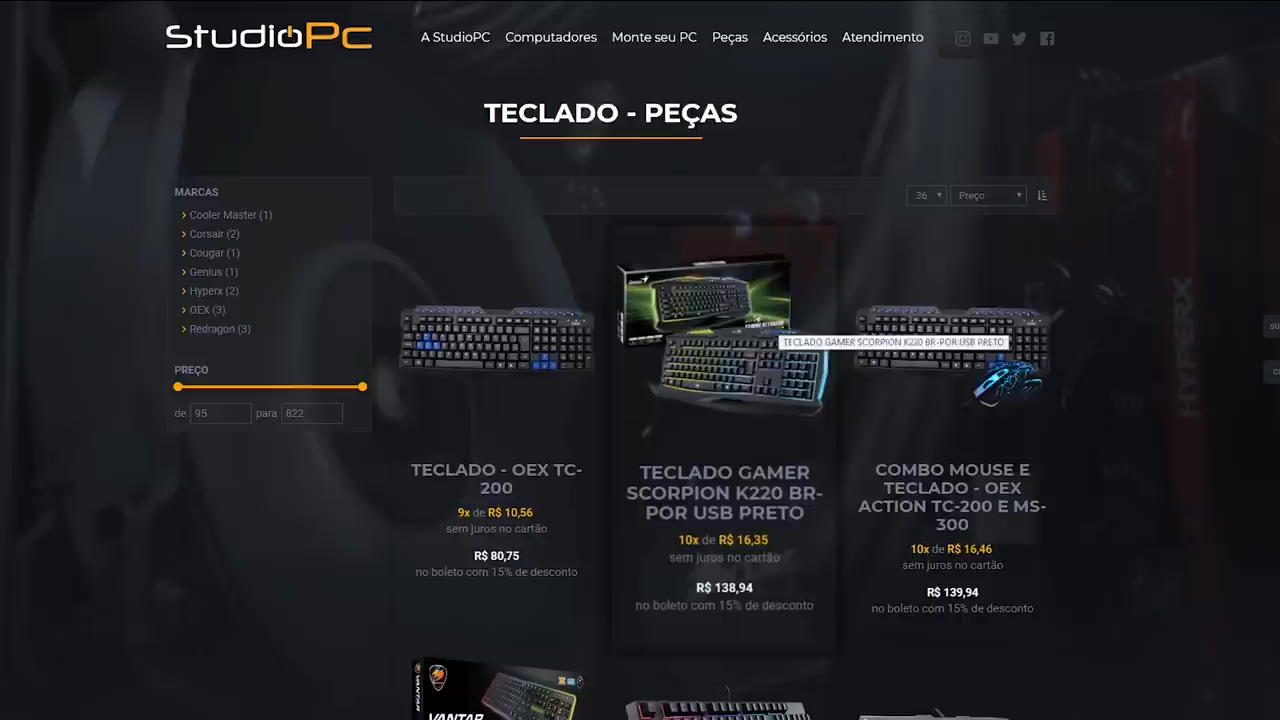 StudioPc
A StudioPC Computadores Monte seu PC Peças Acessórios Atendimento
TECLADO - PEÇAS
MARCAS
Cooler Master (1)
Corsair (2)
Cougar (1)
Genius (1)
Hyperx (2)
OEX (3)
Redragon (3)
PREÇO
de 95 para 822
36 Preço
TECLADO - OEX TC-
200
9x de R$ 10,56
sem juros no cartão
R$ 80,75
no boleto com 15% de desconto
TECLADO GAMER SCORPION K220 BR-POR USB PRETO
TECLADO GAMER
SCORPION K220 BR-
POR USB PRETO
10x de R$ 16,35
sem juros no cartão
R$ 138,94
no boleto com 15% de desconto
COMBO MOUSE E
TECLADO - OEX
ACTION TC-200 E MS-
300
10x de R$ 16,46
sem juros no cartão
R$ 139,94
no boleto com 15% de desconto
HYPERX
VANTAR
VANTAR